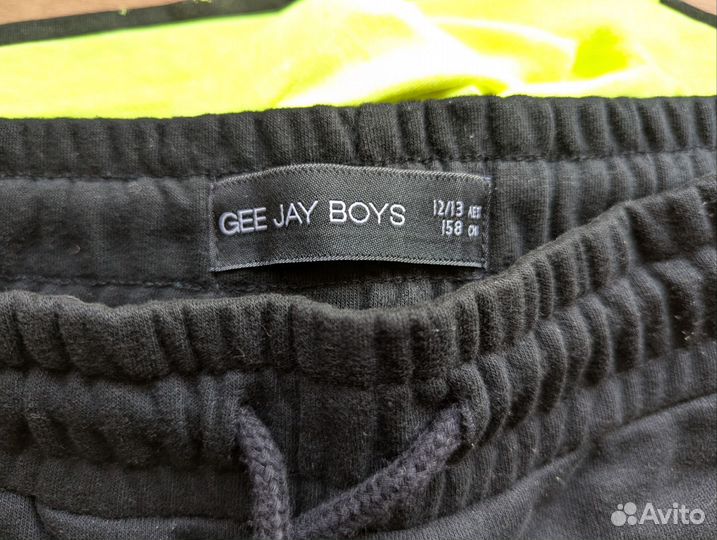 GEE JAY BOYS
12/13 ЛЕТ
158 СМ
Avito